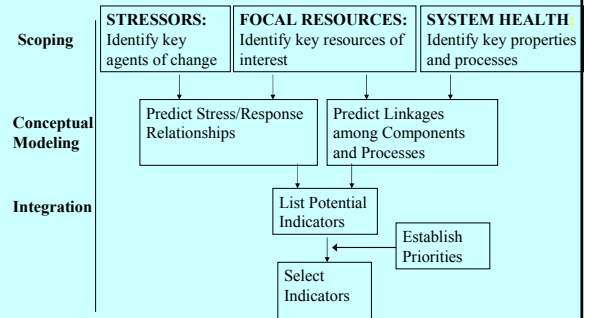 Scoping
STRESSORS:
Identify key
agents of change
FOCAL RESOURCES:
Identify key resources of
interest
SYSTEM HEALTH:
Identify key properties
and processes
Conceptual
Modeling
Predict Stress/Response
Relationships
Predict Linkages
among Components
and Processes
Integration
List Potential
Indicators
Establish
Priorities
Select
Indicators